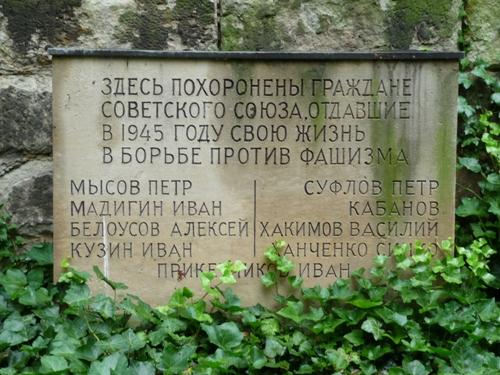 ЗДЕСЬ ПОХОРОНЕНЫ ГРАЖДАНЕ
СОВЕТСКОГО СОЮЗА, ОТДАВШИЕ
В 1945 ГОДУ СВОЮ ЖИЗНЬ
В БОРЬБЕ ПРОТИВ ФАШИЗМА
МЫСОВ ПЕТР
МАДИГИН ИВАН
БЕЛОУСОВ АЛЕКСЕЙ
КУЗИН ИВАН
СУФЛОВ ПЕТР
КАБАНОВ
ХАКИМОВ ВАСИЛИЙ
ИВАН